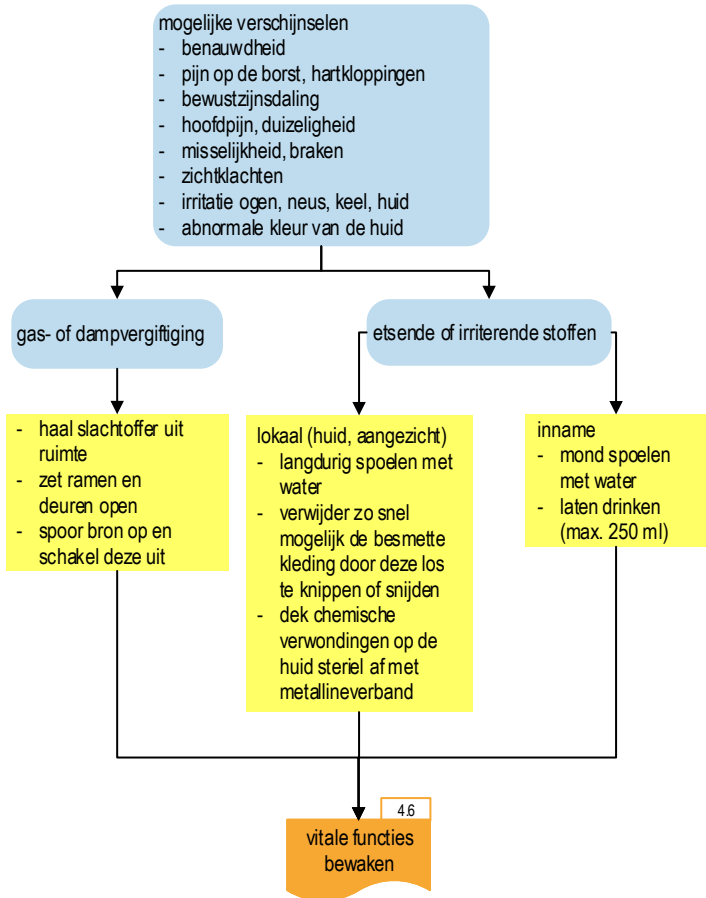 mogelijke verschijnselen
- benauwdheid
- pijn op de borst, hartkloppingen
- bewustzijnsdaling
- hoofdpijn, duizeligheid
- misselijkheid, braken
- zichtklachten
- irritatie ogen, neus, keel, huid
- abnormale kleur van de huid
gas- of dampvergiftiging
etsende of irriterende stoffen
- haal slachtoffer uit
ruimte
- zet ramen en
deuren open
- spoor bron op en
schakel deze uit
lokaal (huid, aangezicht)
- langdurig spoelen met
water
- verwijder zo snel
mogelijk de besmette
kleding door deze los
te knippen of snijden
- dek chemische
verwondingen op de
huid steriel af met
metallineverband
inname
- mond spoelen
met water
- laten drinken
(max. 250 ml)
4.6
vitale functies
bewaken